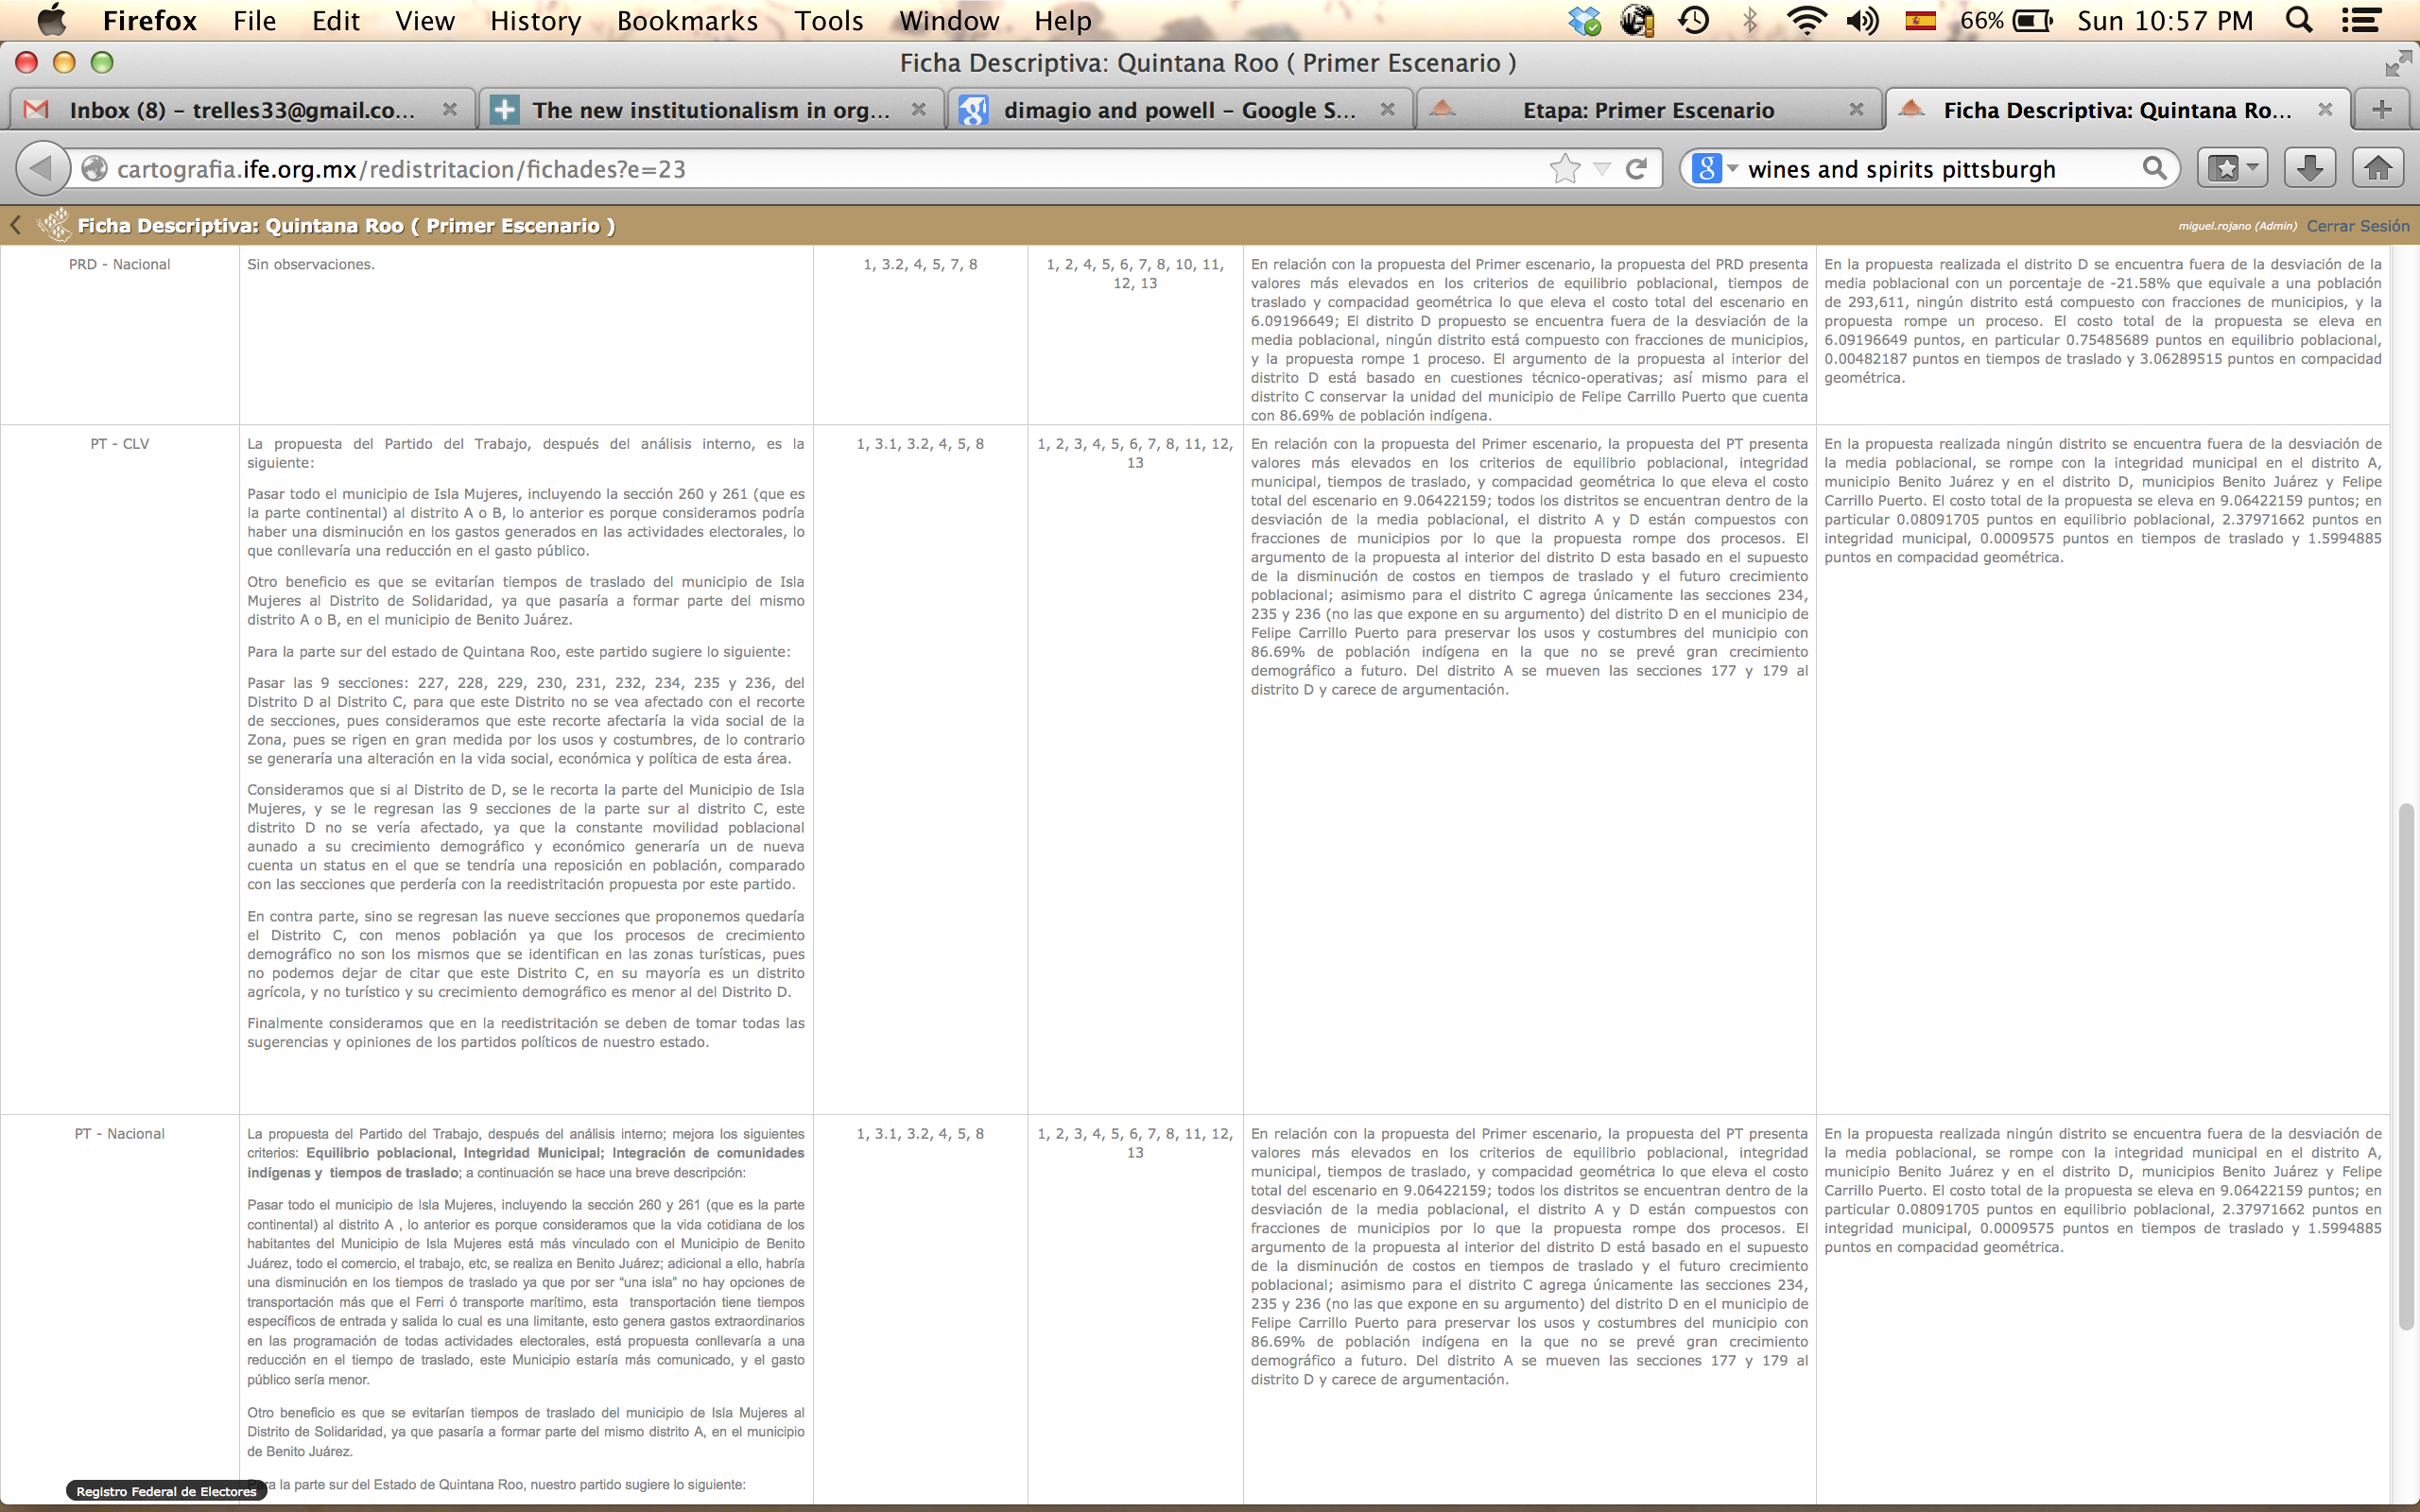 Firefox File Edit View History Bookmarks Tools Window Help 66% Sun 10:57 PM
Ficha Descriptiva: Quintana Roo ( Primer Escenario )
Inbox (8) – trelles33@gmail.co...
The new institutionalism in org...
dimagio and powell – Google S...
Etapa: Primer Escenario
Ficha Descriptiva: Quintana Ro...
cartografia.ife.org.mx/redistritacion/fichades?e=23
wines and spirits pittsburgh
Ficha Descriptiva: Quintana Roo ( Primer Escenario )
miguel.rojano (Admin) Cerrar Sesión
PRD - Nacional
Sin observaciones.
1, 3.2, 4, 5, 7, 8
1, 2, 4, 5, 6, 7, 8, 10, 11,
12, 13
En relación con la propuesta del Primer escenario, la propuesta del PRD presenta
valores más elevados en los criterios de equilibrio poblacional, tiempos de
traslado y compacidad geométrica lo que eleva el costo total del escenario en
6.09196649; El distrito D propuesto se encuentra fuera de la desviación de la
media poblacional, ningún distrito está compuesto con fracciones de municipios,
y la propuesta rompe 1 proceso. El argumento de la propuesta al interior del
distrito D está basado en cuestiones técnico-operativas; así mismo para el
distrito C conservar la unidad del municipio de Felipe Carrillo Puerto que cuenta
con 86.69% de población indígena.
En la propuesta realizada el distrito D se encuentra fuera de la desviación de la
media poblacional con un porcentaje de -21.58% que equivale a una población
de 293,611, ningún distrito está compuesto con fracciones de municipios, y la
propuesta rompe un proceso. El costo total de la propuesta se eleva en
6.09196649 puntos, en particular 0.75485689 puntos en equilibrio poblacional,
0.00482187 puntos en tiempos de traslado y 3.06289515 puntos en compacidad
geométrica.
PT - CLV
La propuesta del Partido del Trabajo, después del análisis interno, es la
siguiente:
Pasar todo el municipio de Isla Mujeres, incluyendo la sección 260 y 261 (que es
la parte continental) al distrito A o B, lo anterior es porque consideramos podría
haber una disminución en los gastos generados en las actividades electorales, lo
que conllevaría una reducción en el gasto público.
Otro beneficio es que se evitarían tiempos de traslado del municipio de Isla
Mujeres al Distrito de Solidaridad, ya que pasaría a formar parte del mismo
distrito A o B, en el municipio de Benito Juárez.
Para la parte sur del estado de Quintana Roo, este partido sugiere lo siguiente:
Pasar las 9 secciones: 227, 228, 229, 230, 231, 232, 234, 235 y 236, del
Distrito D al Distrito C, para que este Distrito no se vea afectado con el recorte
de secciones, pues consideramos que este recorte afectaría la vida social de la
Zona, pues se rigen en gran medida por los usos y costumbres, de lo contrario
se generaría una alteración en la vida social, económica y política de esta área.
Consideramos que si al Distrito de D, se le recorta la parte del Municipio de Isla
Mujeres, y se le regresan las 9 secciones de la parte sur al distrito C, este
distrito D no se vería afectado, ya que la constante movilidad poblacional
aunado a su crecimiento demográfico y económico generaría un de nueva
cuenta un status en el que se tendría una reposición en población, comparado
con las secciones que perdería con la reedistritación propuesta por este partido.
En contra parte, sino se regresan las nueve secciones que proponemos quedaría
el Distrito C, con menos población ya que los procesos de crecimiento
demográfico no son los mismos que se identifican en las zonas turísticas, pues
no podemos dejar de citar que este Distrito C, en su mayoría es un distrito
agrícola, y no turístico y su crecimiento demográfico es menor al del Distrito D.
Finalmente consideramos que en la reedistritación se deben de tomar todas las
sugerencias y opiniones de los partidos políticos de nuestro estado.
1, 3.1, 3.2, 4, 5, 8
1, 2, 3, 4, 5, 6, 7, 8, 11, 12,
13
En relación con la propuesta del Primer escenario, la propuesta del PT presenta
valores más elevados en los criterios de equilibrio poblacional, integridad
municipal, tiempos de traslado, y compacidad geométrica lo que eleva el costo
total del escenario en 9.06422159; todos los distritos se encuentran dentro de la
desviación de la media poblacional, el distrito A y D están compuestos con
fracciones de municipios por lo que la propuesta rompe dos procesos. El
argumento de la propuesta al interior del distrito D esta basado en el supuesto
de la disminución de costos en tiempos de traslado y el futuro crecimiento
poblacional; asimismo para el distrito C agrega únicamente las secciones 234,
235 y 236 (no las que expone en su argumento) del distrito D en el municipio de
Felipe Carrillo Puerto para preservar los usos y costumbres del municipio con
86.69% de población indígena en la que no se prevé gran crecimiento
demográfico a futuro. Del distrito A se mueven las secciones 177 y 179 al
distrito D y carece de argumentación.
En la propuesta realizada ningún distrito se encuentra fuera de la desviación de
la media poblacional, se rompe con la integridad municipal en el distrito A,
municipio Benito Juárez y en el distrito D, municipios Benito Juárez y Felipe
Carrillo Puerto. El costo total de la propuesta se eleva en 9.06422159 puntos; en
particular 0.08091705 puntos en equilibrio poblacional, 2.37971662 puntos en
integridad municipal, 0.0009575 puntos en tiempos de traslado y 1.5994885
puntos en compacidad geométrica.
PT - Nacional
La propuesta del Partido del Trabajo, después del análisis interno; mejora los siguientes
criterios: Equilibrio poblacional, Integridad Municipal; Integración de comunidades
indígenas y tiempos de traslado; a continuación se hace una breve descripción:
Pasar todo el municipio de Isla Mujeres, incluyendo la sección 260 y 261 (que es la parte
continental) al distrito A , lo anterior es porque consideramos que la vida cotidiana de los
habitantes del Municipio de Isla Mujeres está más vinculado con el Municipio de Benito
Juárez, todo el comercio, el trabajo, etc, se realiza en Benito Juárez; adicional a ello, habría
una disminución en los tiempos de traslado ya que por ser “una isla” no hay opciones de
transportación más que el Ferri ó transporte marítimo, esta transportación tiene tiempos
específicos de entrada y salida lo cual es una limitante, esto genera gastos extraordinarios
en las programación de todas actividades electorales, está propuesta conllevaría a una
reducción en el tiempo de traslado, este Municipio estaría más comunicado, y el gasto
público sería menor.
Otro beneficio es que se evitarían tiempos de traslado del municipio de Isla Mujeres al
Distrito de Solidaridad, ya que pasaría a formar parte del mismo distrito A, en el municipio
de Benito Juárez.
Para la parte sur del Estado de Quintana Roo, nuestro partido sugiere lo siguiente:
1, 3.1, 3.2, 4, 5, 8
1, 2, 3, 4, 5, 6, 7, 8, 11, 12,
13
En relación con la propuesta del Primer escenario, la propuesta del PT presenta
valores más elevados en los criterios de equilibrio poblacional, integridad
municipal, tiempos de traslado, y compacidad geométrica lo que eleva el costo
total del escenario en 9.06422159; todos los distritos se encuentran dentro de la
desviación de la media poblacional, el distrito A y D están compuestos con
fracciones de municipios por lo que la propuesta rompe dos procesos. El
argumento de la propuesta al interior del distrito D está basado en el supuesto
de la disminución de costos en tiempos de traslado y el futuro crecimiento
poblacional; asimismo para el distrito C agrega únicamente las secciones 234,
235 y 236 (no las que expone en su argumento) del distrito D en el municipio de
Felipe Carrillo Puerto para preservar los usos y costumbres del municipio con
86.69% de población indígena en la que no se prevé gran crecimiento
demográfico a futuro. Del distrito A se mueven las secciones 177 y 179 al
distrito D y carece de argumentación.
En la propuesta realizada ningún distrito se encuentra fuera de la desviación de
la media poblacional, se rompe con la integridad municipal en el distrito A,
municipio Benito Juárez y en el distrito D, municipios Benito Juárez y Felipe
Carrillo Puerto. El costo total de la propuesta se eleva en 9.06422159 puntos; en
particular 0.08091705 puntos en equilibrio poblacional, 2.37971662 puntos en
integridad municipal, 0.0009575 puntos en tiempos de traslado y 1.5994885
puntos en compacidad geométrica.
Registro Federal de Electores